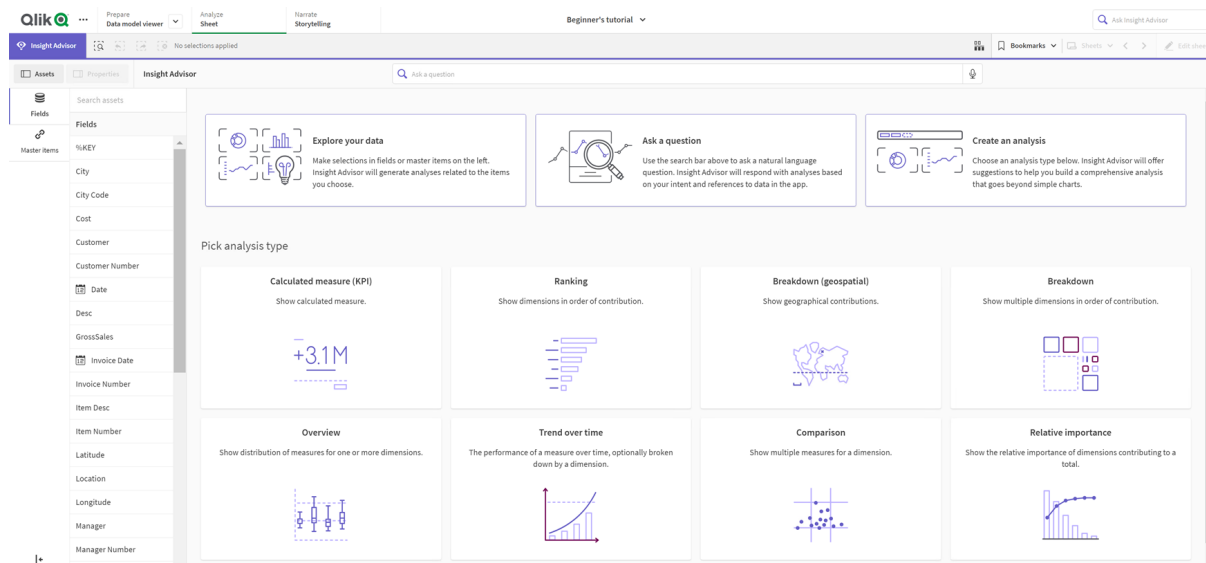 Qlik
Prepare
Data model viewer
Analyze
Sheet
Narrate
Storytelling
Beginner's tutorial
Ask Insight Advisor
Insight Advisor
No selections applied
Bookmarks
Sheets
Edit shee
Assets
Properties
Insight Advisor
Ask a question
Fields
Master items
Search assets
Fields
%KEY
City
City Code
Cost
Customer
Customer Number
Date
Desc
GrossSales
Invoice Date
Invoice Number
Item Desc
Item Number
Latitude
Location
Longitude
Manager
Manager Number
Explore your data
Make selections in fields or master items on the left.
Insight Advisor will generate analyses related to the items
you choose.
Ask a question
Use the search bar above to ask a natural language
question. Insight Advisor will respond with analyses based
on your intent and references to data in the app.
Create an analysis
Choose an analysis type below. Insight Advisor will offer
suggestions to help you build a comprehensive analysis
that goes beyond simple charts.
Pick analysis type
Calculated measure (KPI)
Show calculated measure.
+3.1M
Ranking
Show dimensions in order of contribution.
Breakdown (geospatial)
Show geographical contributions.
Breakdown
Show multiple dimensions in order of contribution.
Overview
Show distribution of measures for one or more dimensions.
Trend over time
The performance of a measure over time, optionally broken
down by a dimension.
Comparison
Show multiple measures for a dimension.
Relative importance
Show the relative importance of dimensions contributing to a
total.